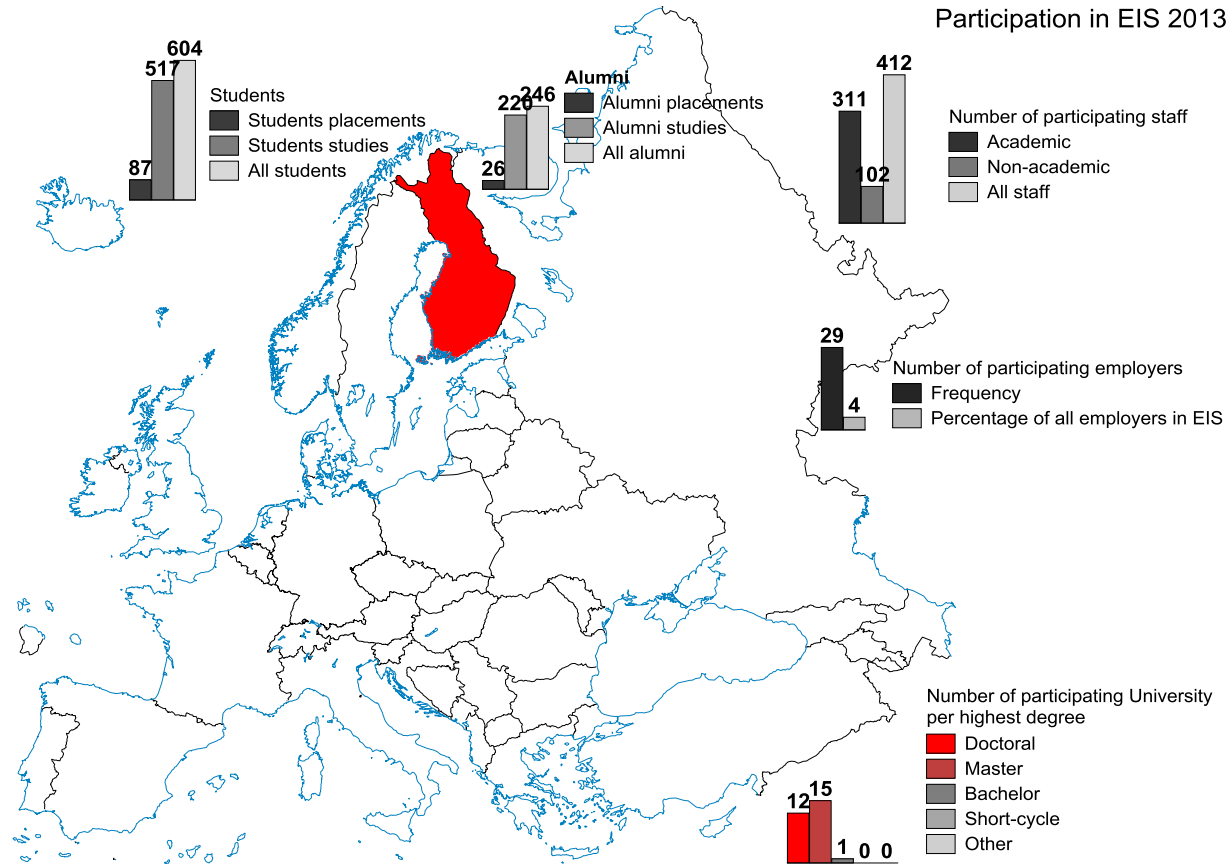 Participation in EIS 2013
604
517
87
Students
Students placements
Students studies
All students
246
220
26
Alumni
Alumni placements
Alumni studies
All alumni
412
311
102
Number of participating staff
Academic
Non-academic
All staff
29
4
Number of participating employers
Frequency
Percentage of all employers in EIS
Number of participating University
per highest degree
Doctoral
Master
Bachelor
Short-cycle
Other
12 15 1 0 0